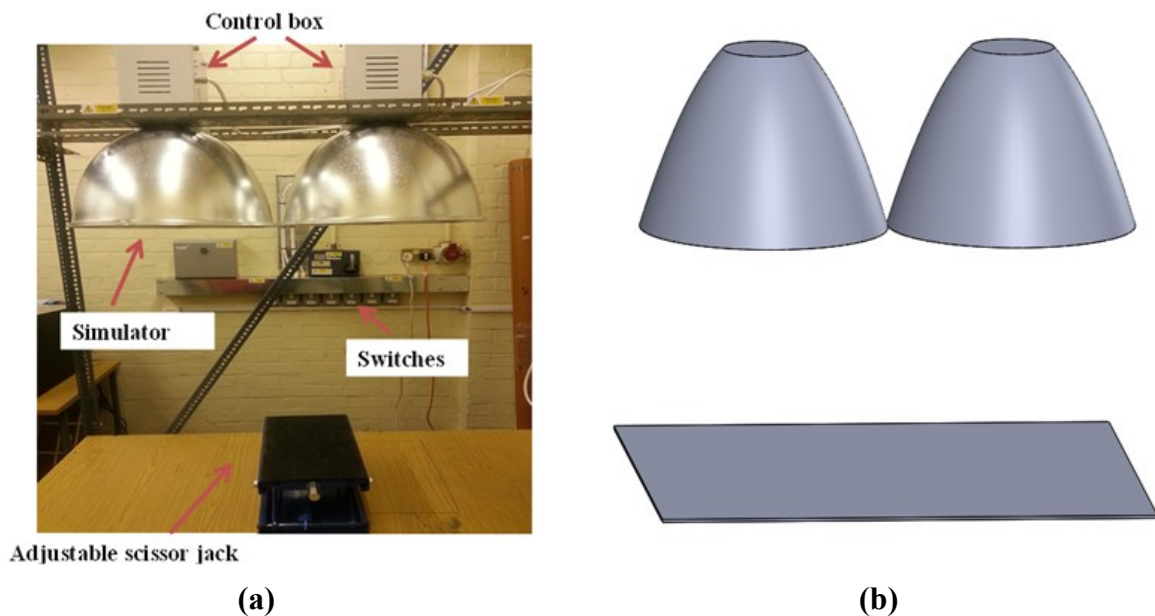 Control box
Simulator
Switches
Adjustable scissor jack
(a)
(b)